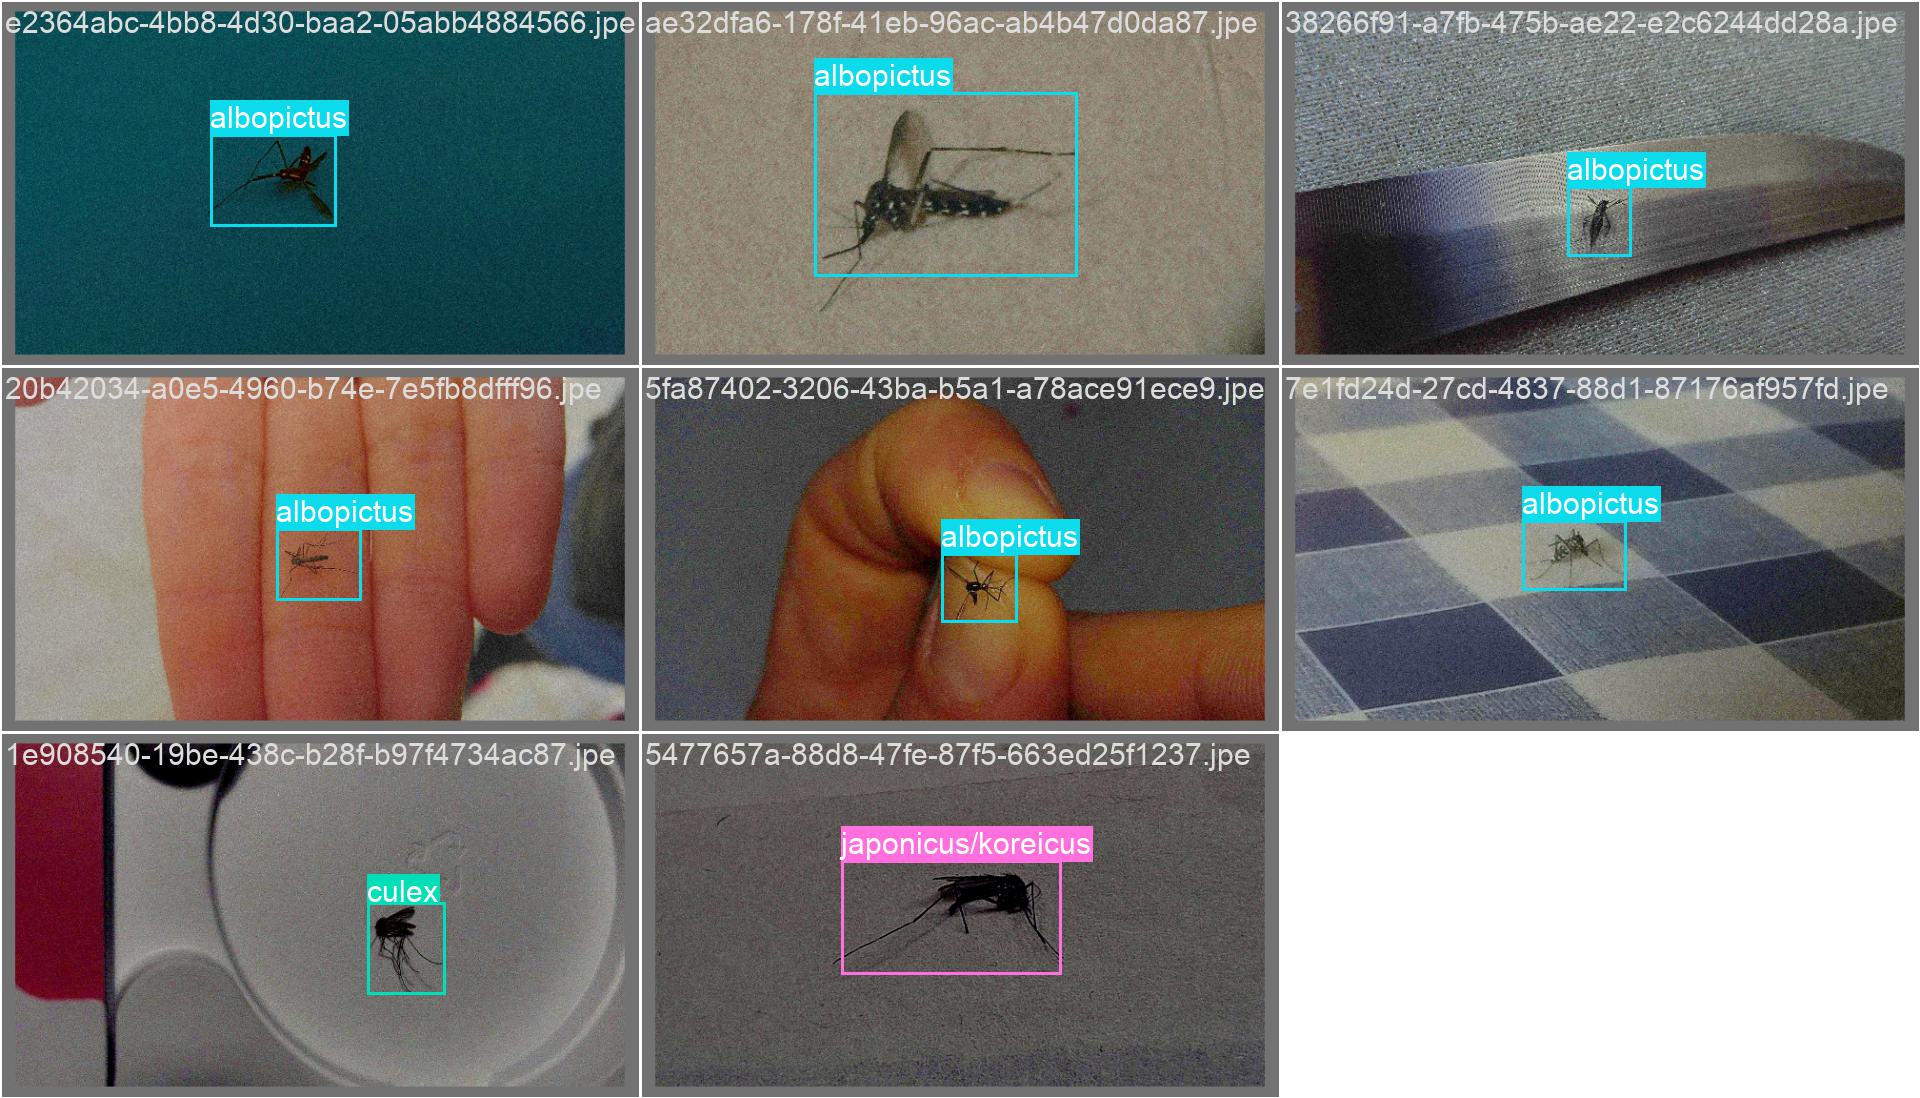 e2364abc-4bb8-4d30-baa2-05abb4884566.jpe
ae32dfa6-178f-41eb-96ac-ab4b47d0da87.jpe
38266f91-a7fb-475b-ae22-e2c6244dd28a.jpe
albopictus
albopictus
albopictus
20b42034-a0e5-4960-b74e-7e5fb8dfff96.jpe
5fa87402-3206-43ba-b5a1-a78ace91ece9.jpe
7e1fd24d-27cd-4837-88d1-87176af957fd.jpe
albopictus
albopictus
albopictus
1e908540-19be-438c-b28f-b97f4734ac87.jpe
5477657a-88d8-47fe-87f5-663ed25f1237.jpe
culex
japonicus/koreicus